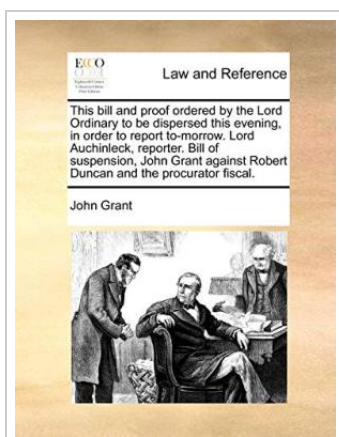 ECCO
Law and Reference
This bill and proof ordered by the Lord
Ordinary to be dispersed this evening,
in order to report to-morrow. Lord
Auchinleck, reporter. Bill of
suspension, John Grant against Robert
Duncan and the procurator fiscal.
John Grant